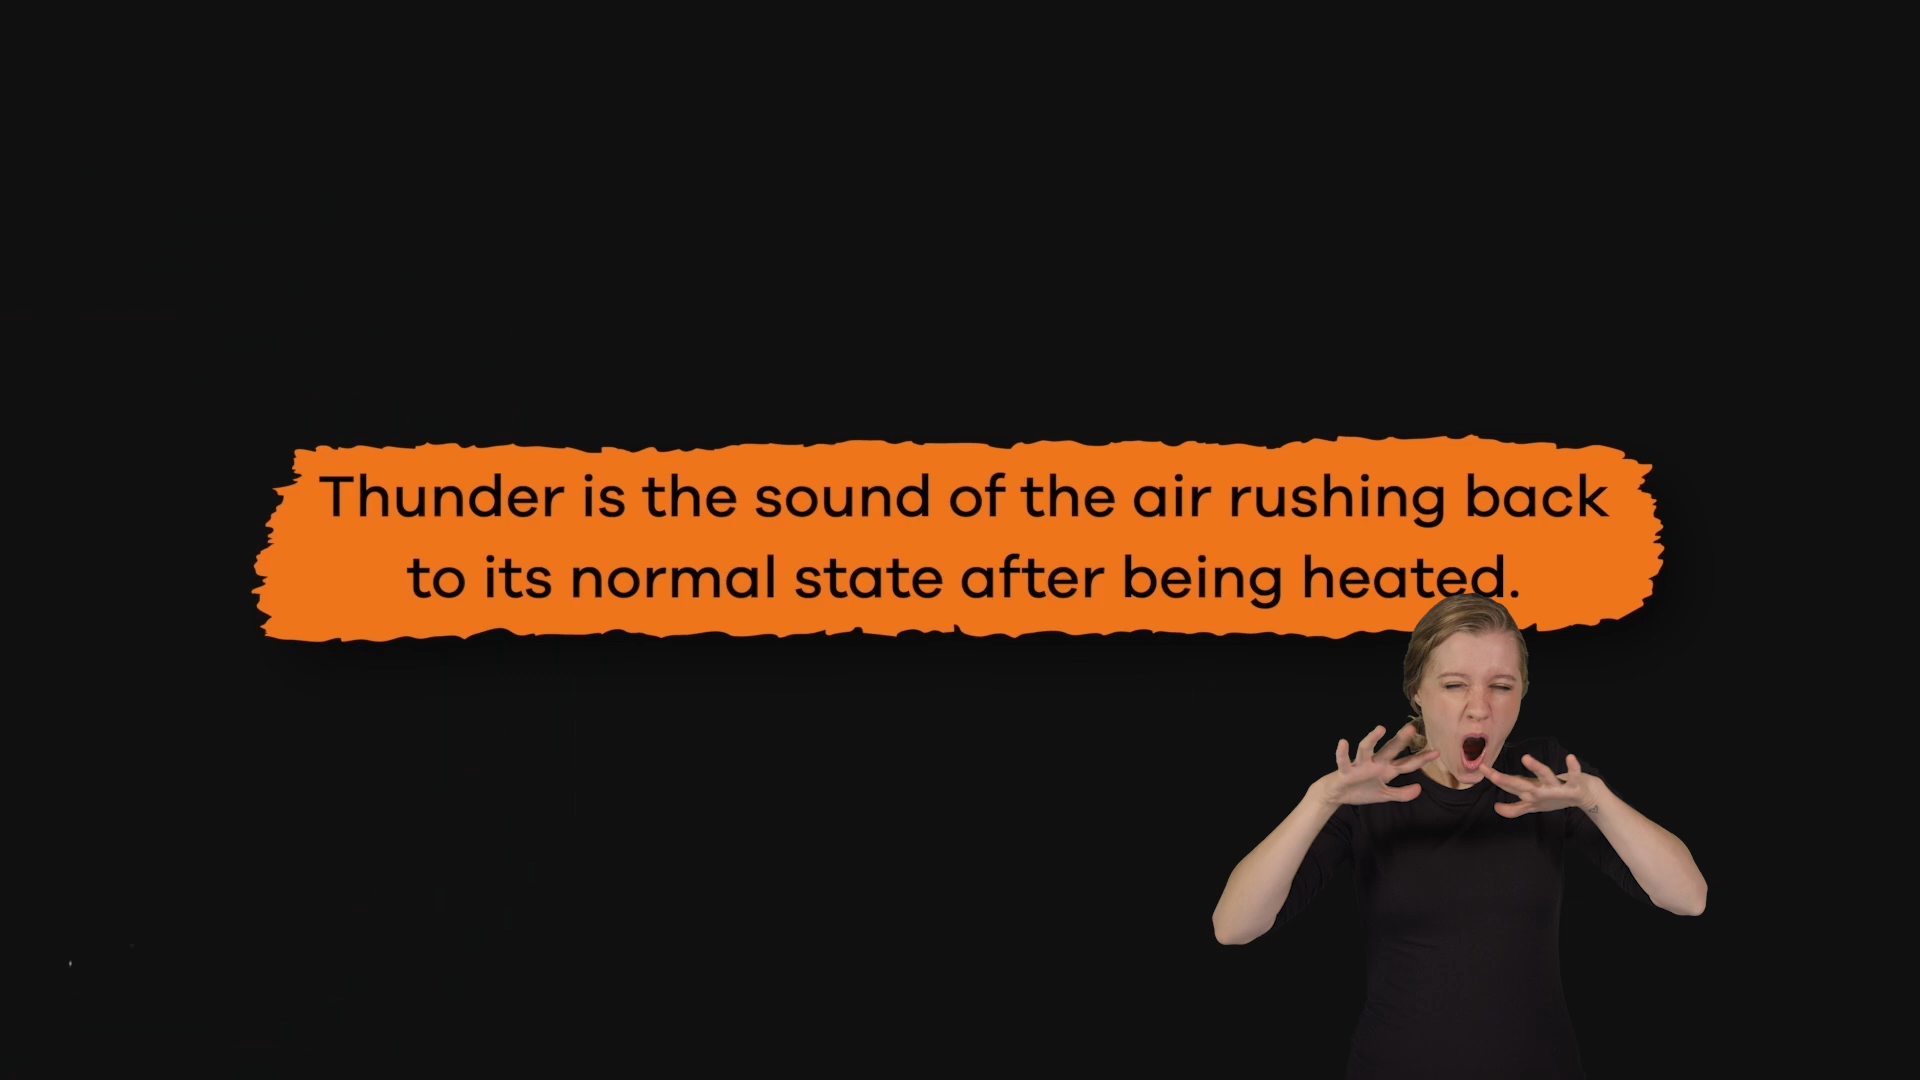 Thunder is the sound of the air rushing back
to its normal state after being heated.